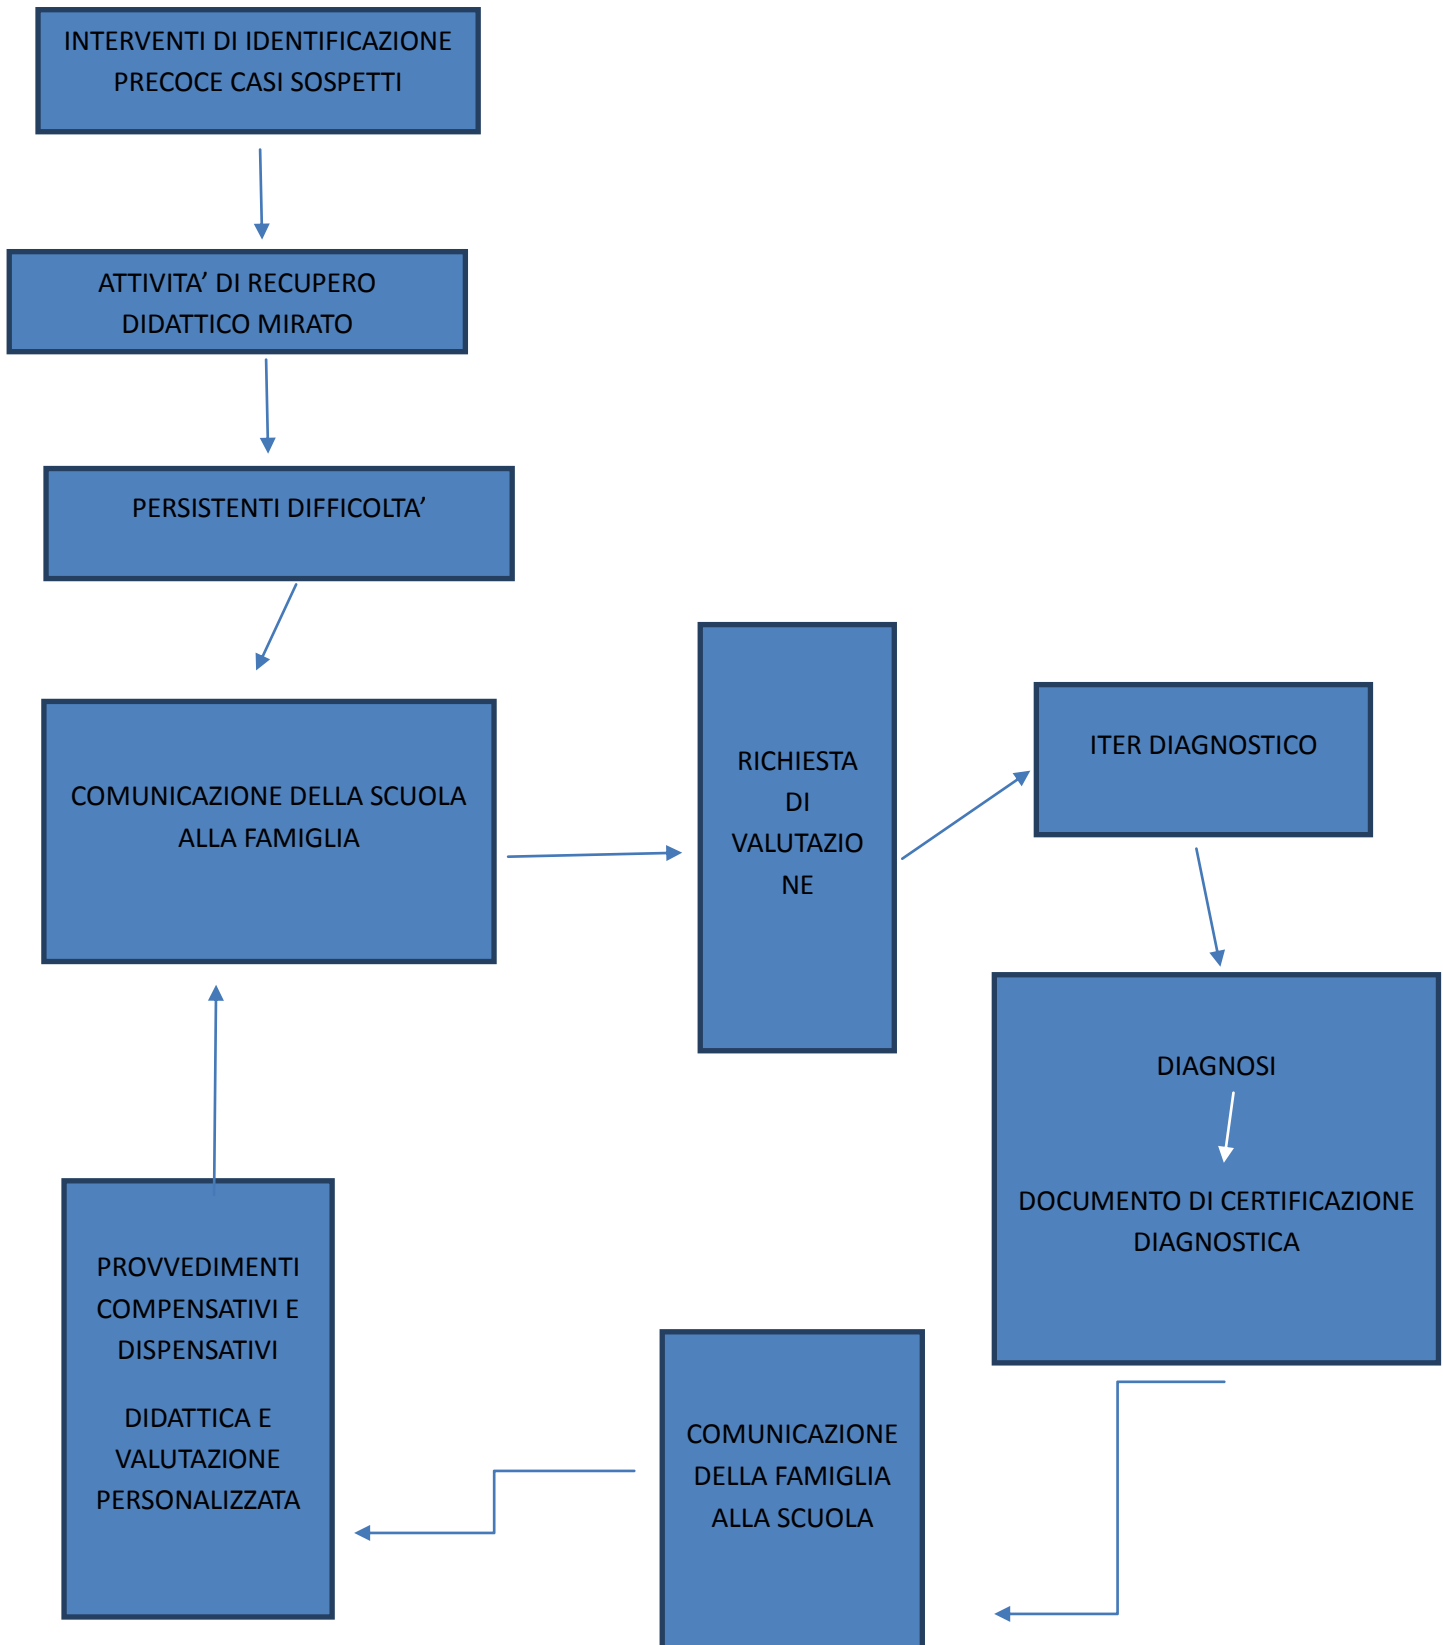 INTERVENTI DI IDENTIFICAZIONE
PRECOCE CASI SOSPETTI
ATTIVITA’ DI RECUPERO
DIDATTICO MIRATO
PERSISTENTI DIFFICOLTA’
COMUNICAZIONE DELLA SCUOLA
ALLA FAMIGLIA
RICHIESTA
DI
VALUTAZIO
NE
ITER DIAGNOSTICO
DIAGNOSI
DOCUMENTO DI CERTIFICAZIONE
DIAGNOSTICA
COMUNICAZIONE
DELLA FAMIGLIA
ALLA SCUOLA
PROVVEDIMENTI
COMPENSATIVI E
DISPENSATIVI
DIDATTICA E
VALUTAZIONE
PERSONALIZZATA